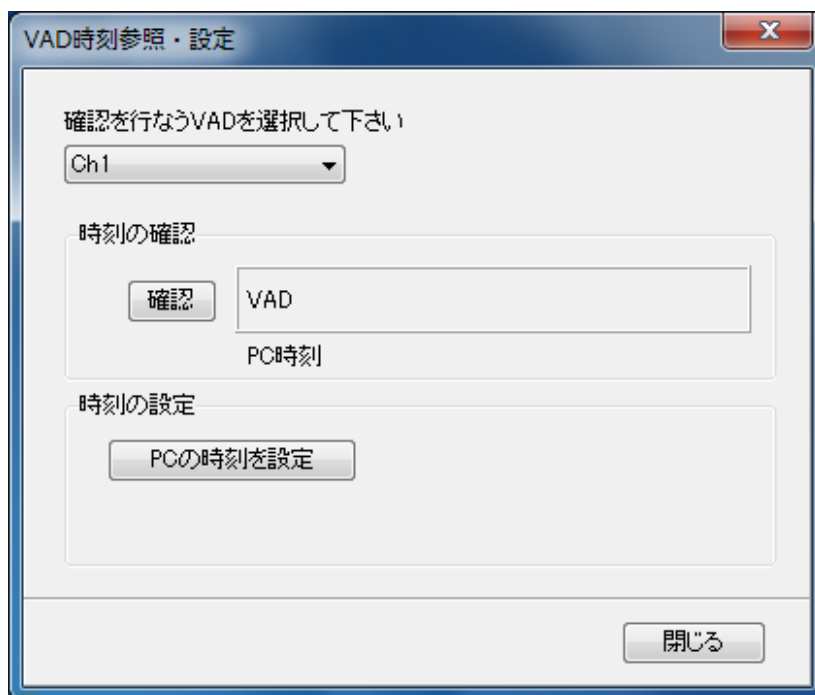 VAD時刻参照・設定
確認を行なうVADを選択して下さい
Ch1
時刻の確認
確認
VAD
PC時刻
時刻の設定
PCの時刻を設定
閉じる